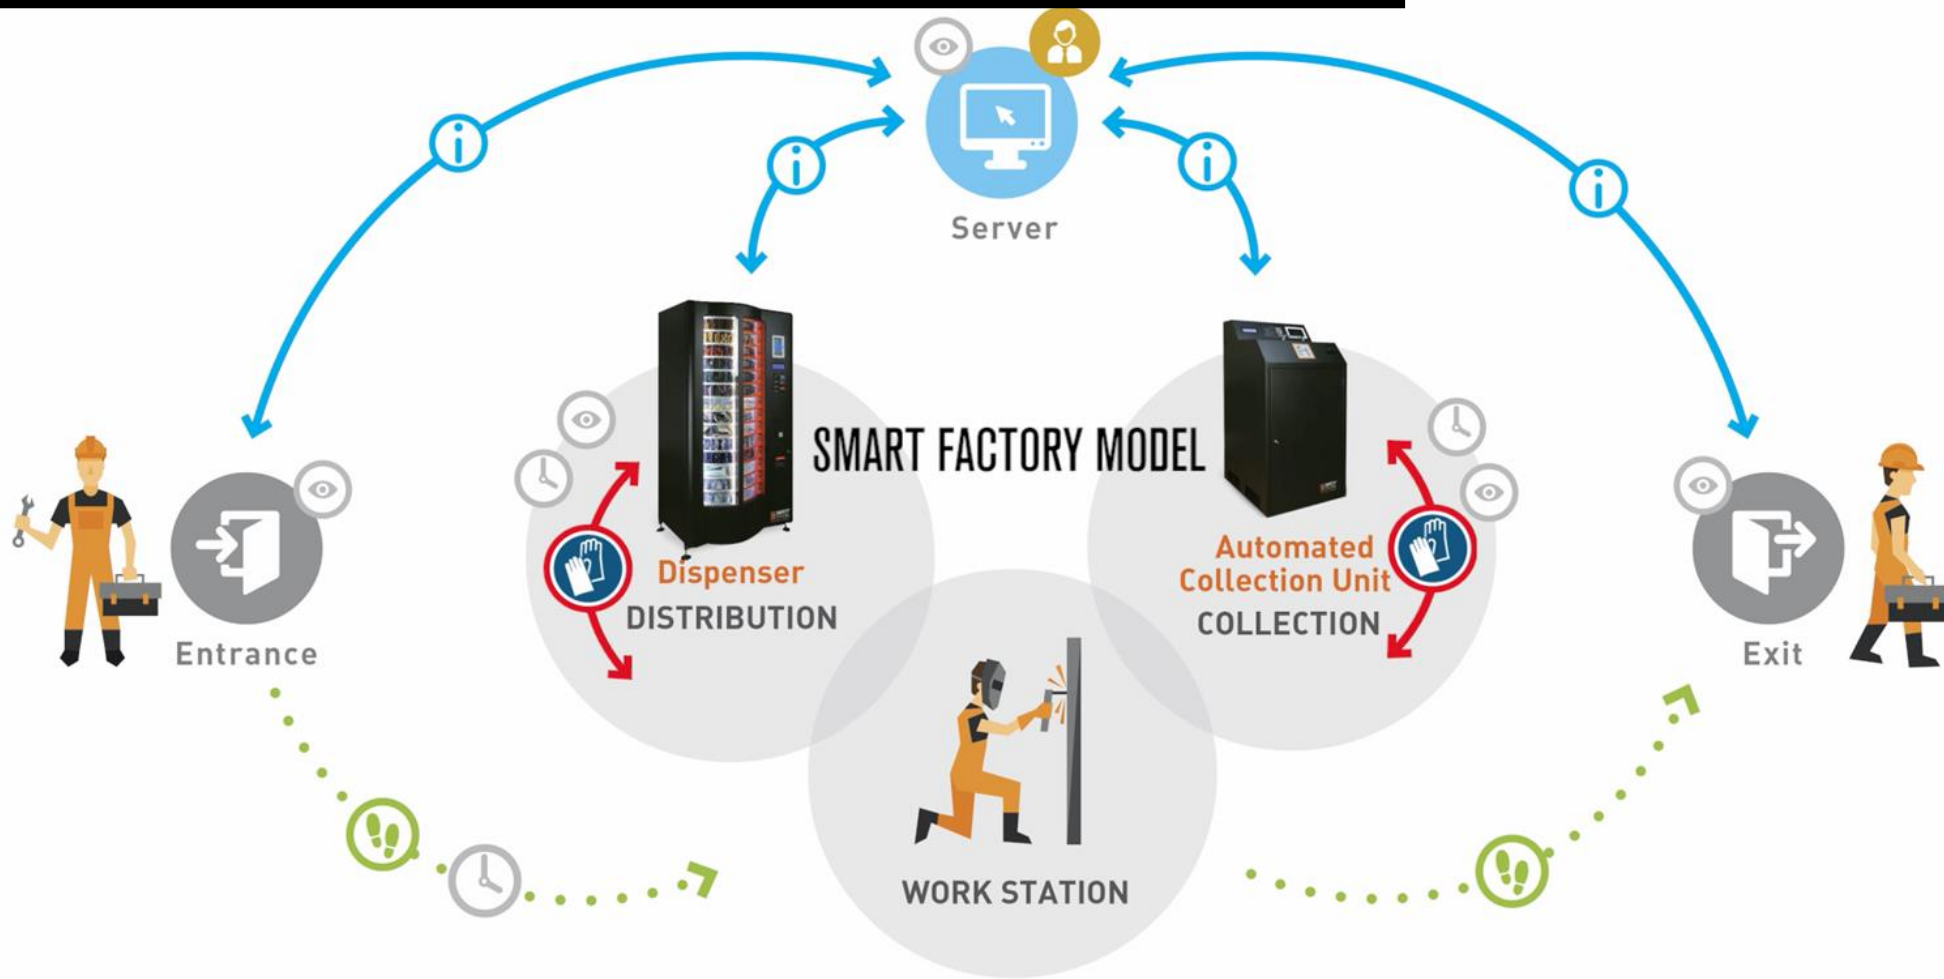 Server
SMART FACTORY MODEL
Dispenser
DISTRIBUTION
Automated
Collection Unit
COLLECTION
Entrance
Exit
WORK STATION